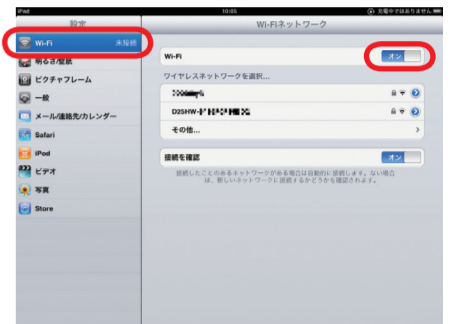 iPad
10:05
充電中ではありません
設定
Wi-Fiネットワーク
Wi-Fi
未接続
明るさ/壁紙
ピクチャフレーム
一般
メール/連絡先/カレンダー
Safari
iPod
ビデオ
写真
Store
Wi-Fi
オン
ワイヤレスネットワークを選択...
D25HW-
その他...
接続を確認
オン
接続したことのあるネットワークがある場合は自動的に接続します。ない場合
は、新しいネットワークに接続するかどうかを確認されます。